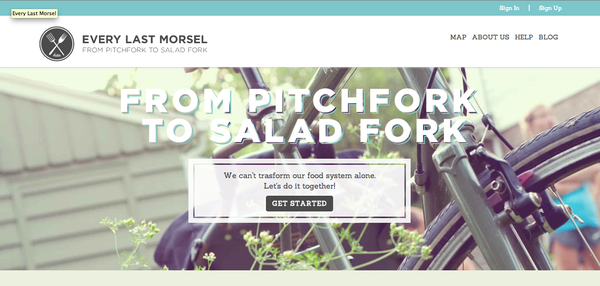 Sign In | Sign Up
Every Last Morsel
EVERY LAST MORSEL
FROM PITCHFORK TO SALAD FORK
MAP ABOUT US HELP BLOG
FROM PITCHFORK
TO SALAD FORK
We can't trasform our food system alone.
Let's do it together!
GET STARTED